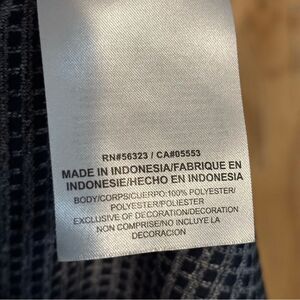 RN#56323 / CA#05553
MADE IN INDONESIA/FABRIQUE EN
INDONESIE/HECHO EN INDONESIA
BODY/CORPS/CUERPO:100% POLYESTER/
POLYESTER/POLIESTER
EXCLUSIVE OF DECORATION/DECORATION
NON COMPRISE/NO INCLUYE LA
DECORACION